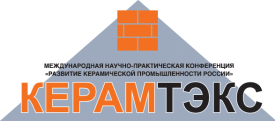 МЕЖДУНАРОДНАЯ НАУЧНО-ПРАКТИЧЕСКАЯ КОНФЕРЕНЦИЯ
«РАЗВИТИЕ КЕРАМИЧЕСКОЙ ПРОМЫШЛЕННОСТИ РОССИИ»
КЕРАМТЭКС